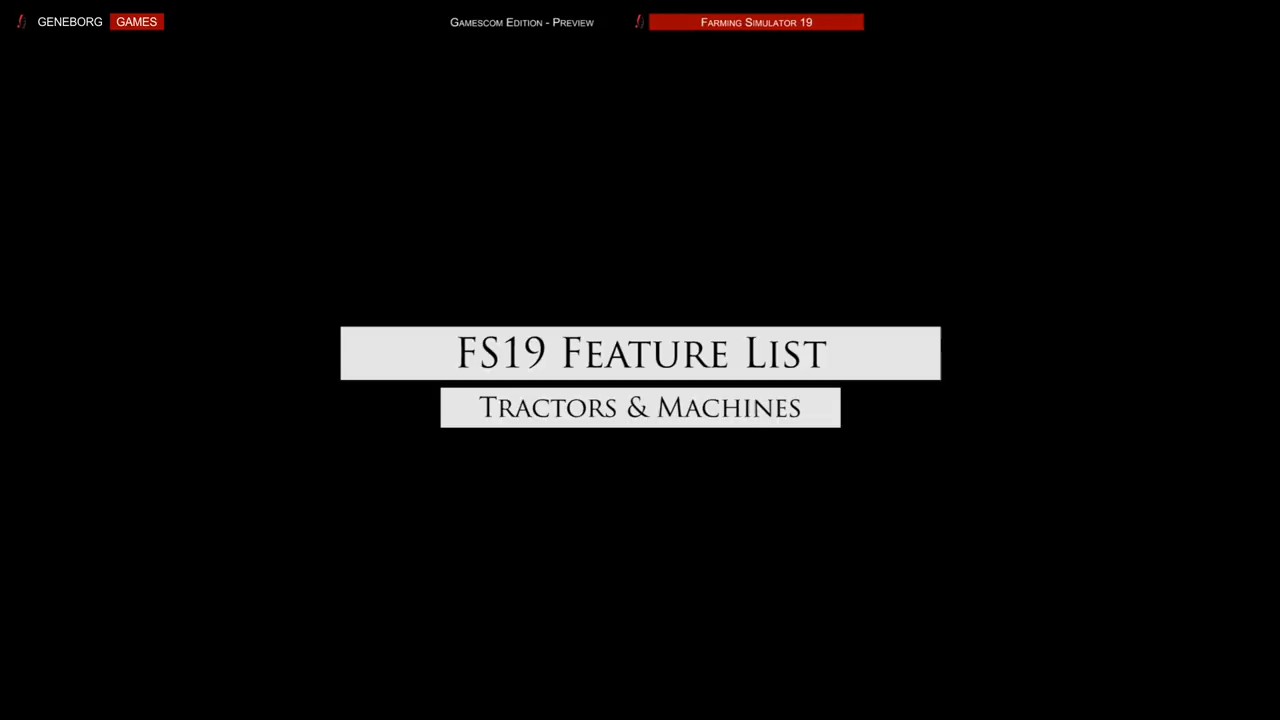 GENEBORG GAMES
Gamescom Edition - Preview
Farming Simulator 19
FS19 Feature List
Tractors & Machines